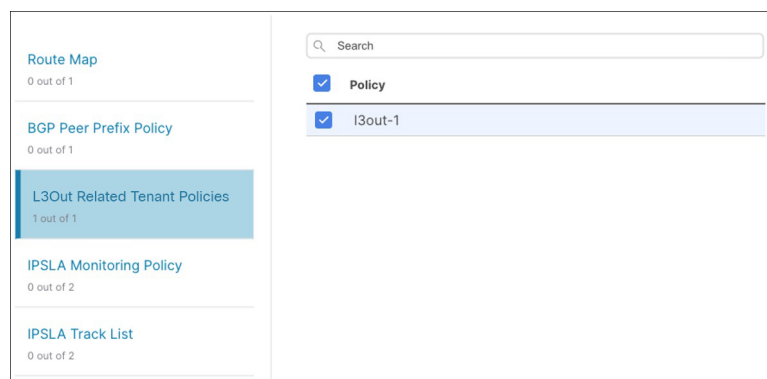 Route Map
0 out of 1
BGP Peer Prefix Policy
0 out of 1
L3Out Related Tenant Policies
1 out of 1
IPSLA Monitoring Policy
0 out of 2
IPSLA Track List
0 out of 2
Search
Policy
l3out-1